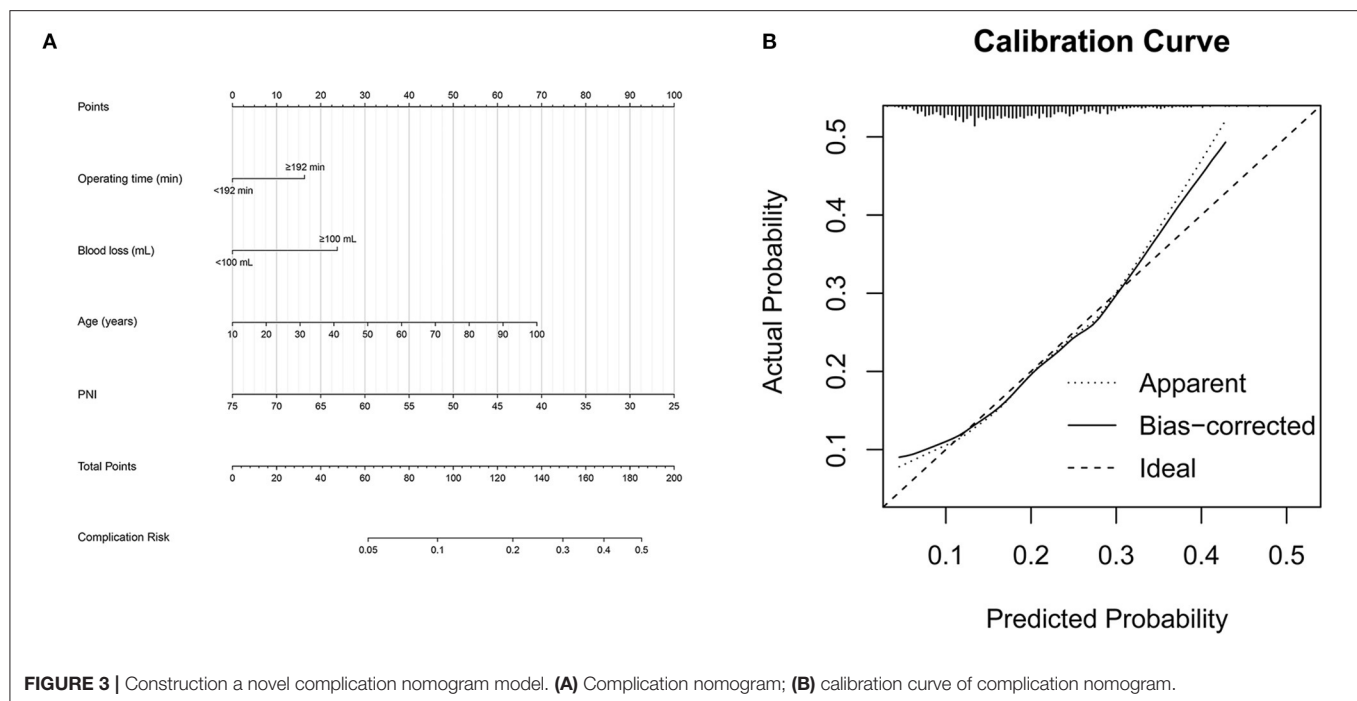 A
Points
0 10 20 30 40 50 60 70 80 90 100
Operating time (min)
≥192 min
<192 min
Blood loss (mL)
≥100 mL
<100 mL
Age (years)
10 20 30 40 50 60 70 80 90 100
PNI
75 70 65 60 55 50 45 40 35 30 25
Total Points
0 20 40 60 80 100 120 140 160 180 200
Complication Risk
0.05 0.1 0.2 0.3 0.4 0.5
B
Calibration Curve
Actual Probability
0.5
0.4
0.3
0.2
0.1
Apparent
Bias-corrected
Ideal
0.1 0.2 0.3 0.4 0.5
Predicted Probability
FIGURE 3 | Construction a novel complication nomogram model. (A) Complication nomogram; (B) calibration curve of complication nomogram.